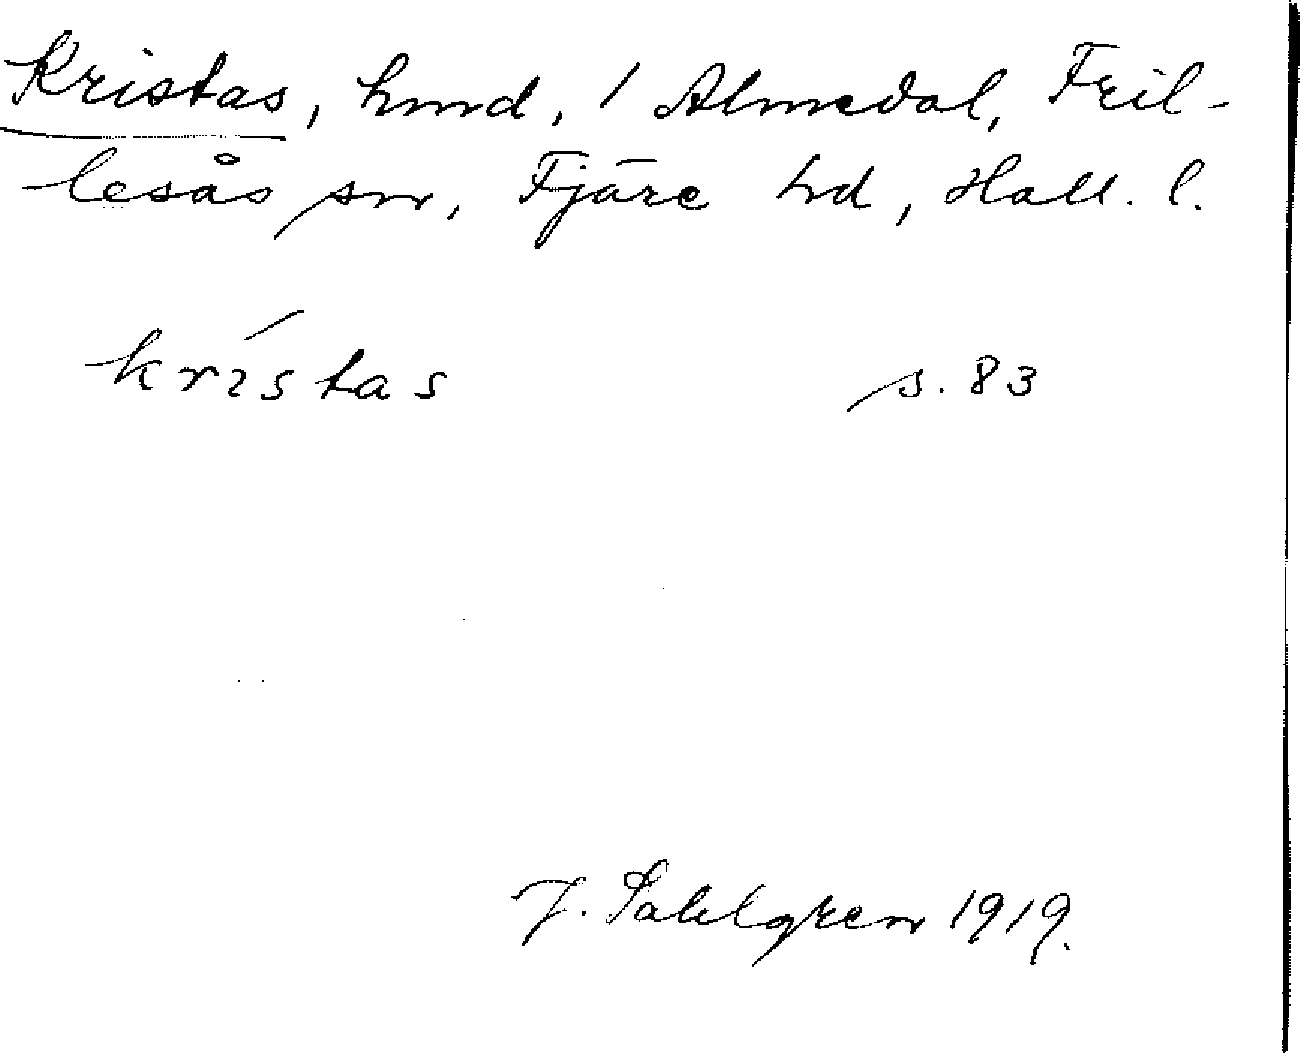 Kristas, hmd, 1 Almedal, Fril-
lesås sn, Fjäre hd, Hall. l.
krístas s. 83
J. Sahlgren 1919.